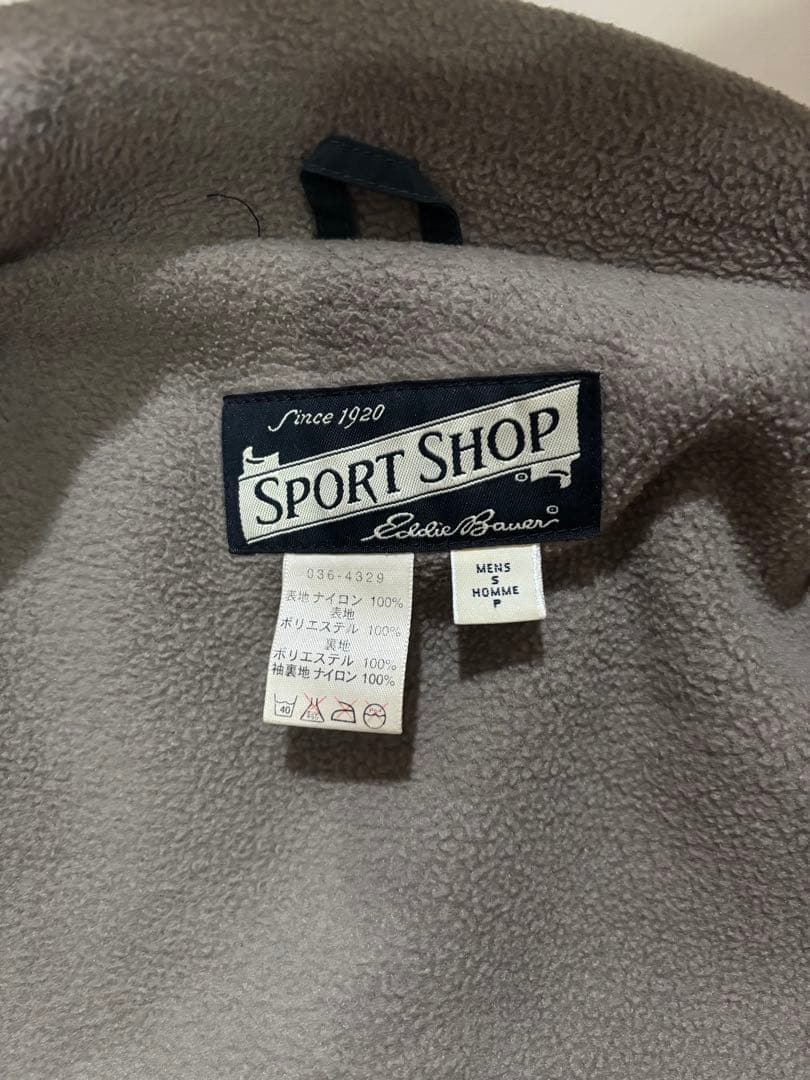 Since 1920
SPORT SHOP
Eddie Bauer
036-4329
表地 ナイロン 100%
表地
ポリエステル 100%
裏地
ポリエステル 100%
袖裏地 ナイロン 100%
40
MENS
S
HOMME
P